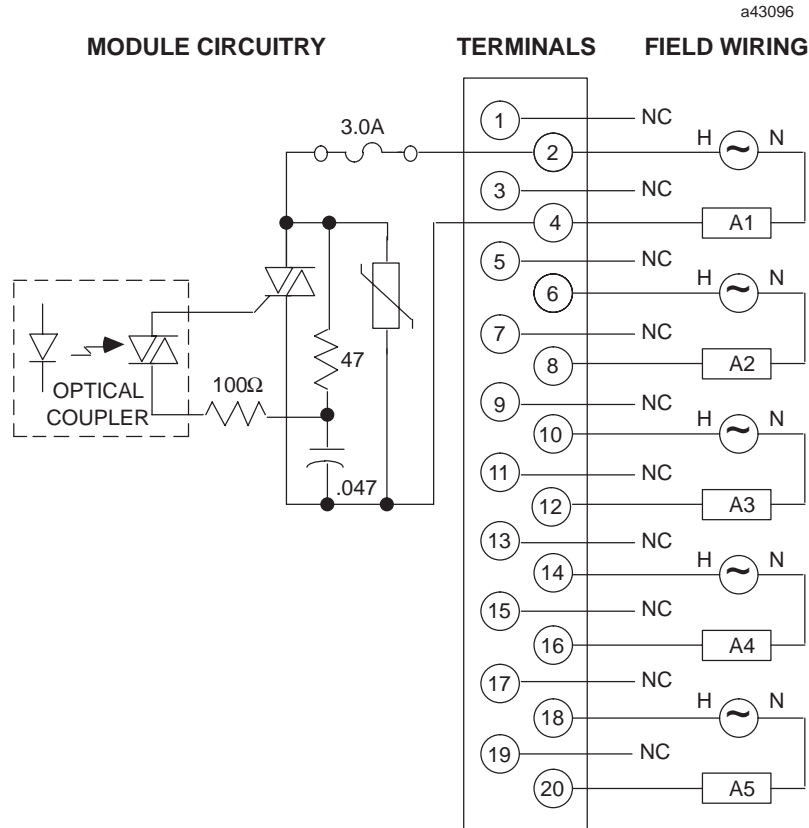 a43096
MODULE CIRCUITRY TERMINALS FIELD WIRING
1 NC
3.0A
2 H ~ N
3 NC
4 A1
5 NC
6 H ~ N
7 NC
8 A2
47
OPTICAL
COUPLER
100Ω
9 NC
10 H ~ N
11 NC
.047
12 A3
13 NC
14 H ~ N
15 NC
16 A4
17 NC
18 H ~ N
19 NC
20 A5